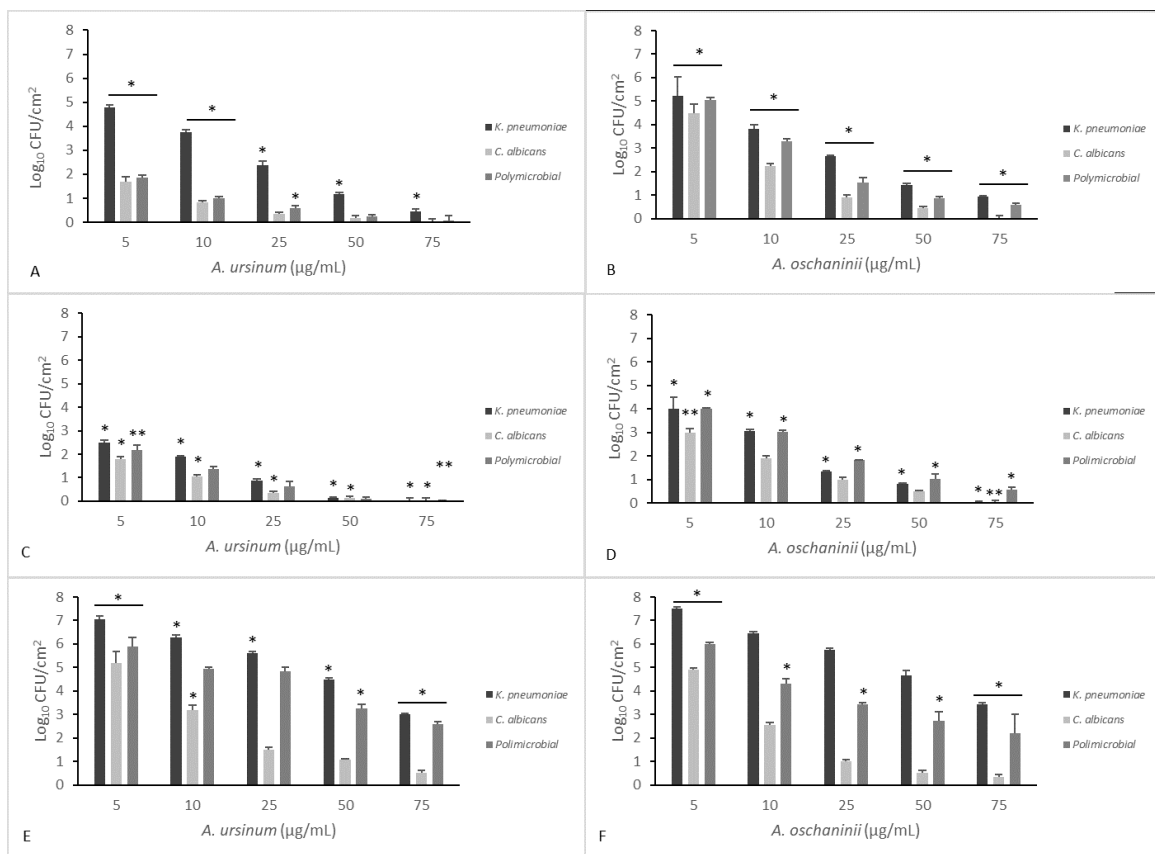 8
7
6
5
4
3
2
1
0
Log₁₀ CFU/cm²
*
*
*
*
*
*
K. pneumoniae
C. albicans
Polymicrobial
5 10 25 50 75
A. ursinum (µg/mL)
A
8
7
6
5
4
3
2
1
0
Log₁₀ CFU/cm²
*
*
*
*
*
K. pneumoniae
C. albicans
Polymicrobial
5 10 25 50 75
A. oschaninii (µg/mL)
B
8
7
6
5
4
3
2
1
0
Log₁₀ CFU/cm²
* * **
* *
* *
* *
* * **
K. pneumoniae
C. albicans
Polymicrobial
5 10 25 50 75
A. ursinum (µg/mL)
C
8
7
6
5
4
3
2
1
0
Log₁₀ CFU/cm²
* ** *
* *
* *
* *
* ** *
K. pneumoniae
C. albicans
Polimicrobial
5 10 25 50 75
A. oschaninii (µg/mL)
D
8
7
6
5
4
3
2
1
0
Log₁₀ CFU/cm²
*
* *
*
* *
*
K. pneumoniae
C. albicans
Polimicrobial
5 10 25 50 75
A. ursinum (µg/mL)
E
8
7
6
5
4
3
2
1
0
Log₁₀ CFU/cm²
*
*
*
*
*
K. pneumoniae
C. albicans
Polimicrobial
5 10 25 50 75
A. oschaninii (µg/mL)
F